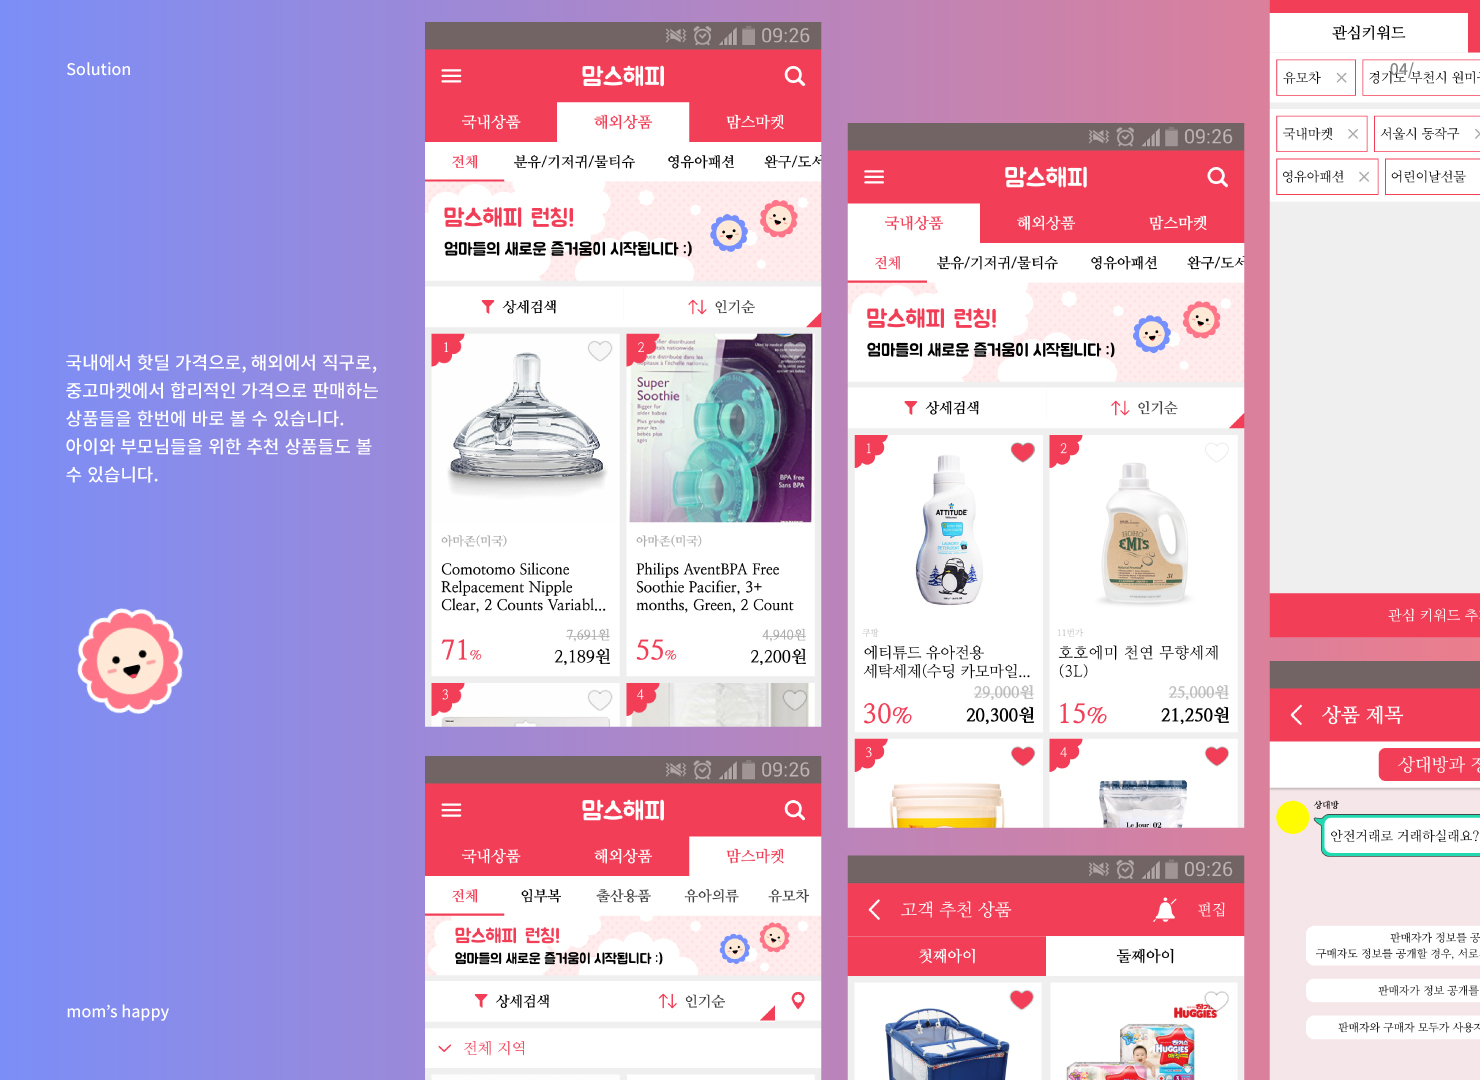 Solution
국내에서 핫딜 가격으로, 해외에서 직구로,
중고마켓에서 합리적인 가격으로 판매하는
상품들을 한번에 바로 볼 수 있습니다.
아이와 부모님들을 위한 추천 상품들도 볼
수 있습니다.
mom's happy
09:26
맘스해피
국내상품 해외상품 맘스마켓
전체 분유/기저귀/물티슈 영유아패션 완구/도서
맘스해피 런칭!
엄마들의 새로운 즐거움이 시작됩니다 :)
상세검색 인기순
1
2
Super
Soothie
Bigger for
older babies
Plus grande
pour les
bébés plus
âgés
BPA free
Sans BPA
아마존(미국)
Comotomo Silicone
Relpacement Nipple
Clear, 2 Counts Variabl...
7,691원
71% 2,189원
아마존(미국)
Philips AventBPA Free
Soothie Pacifier, 3+
months, Green, 2 Count
4,940원
55% 2,200원
3
4
09:26
맘스해피
국내상품 해외상품 맘스마켓
전체 임부복 출산용품 유아의류 유모차
맘스해피 런칭!
엄마들의 새로운 즐거움이 시작됩니다 :)
상세검색 인기순
전체 지역
09:26
맘스해피
국내상품 해외상품 맘스마켓
전체 분유/기저귀/물티슈 영유아패션 완구/도서
맘스해피 런칭!
엄마들의 새로운 즐거움이 시작됩니다 :)
상세검색 인기순
1
ATTITUDE
2
EMIS
쿠팡
에티튜드 유아전용
세탁세제(수딩 카모마일...
29,000원
30% 20,300원
11번가
호호에미 천연 무향세제
(3L)
25,000원
15% 21,250원
3
4
Le Jour 02
09:26
고객 추천 상품 편집
첫째아이 둘째아이
HUGGIES
HUGGIES
관심키워드
04/
유모차 경기도 부천시 원미
국내마켓 서울시 동작구
영유아패션 어린이날선물
관심 키워드 추
상품 제목
상대방과
상대방
안전거래로 거래하실래요?
판매자가 정보를 공
구매자도 정보를 공개할 경우, 서로
판매자가 정보 공개를
판매자와 구매자 모두가 사용자